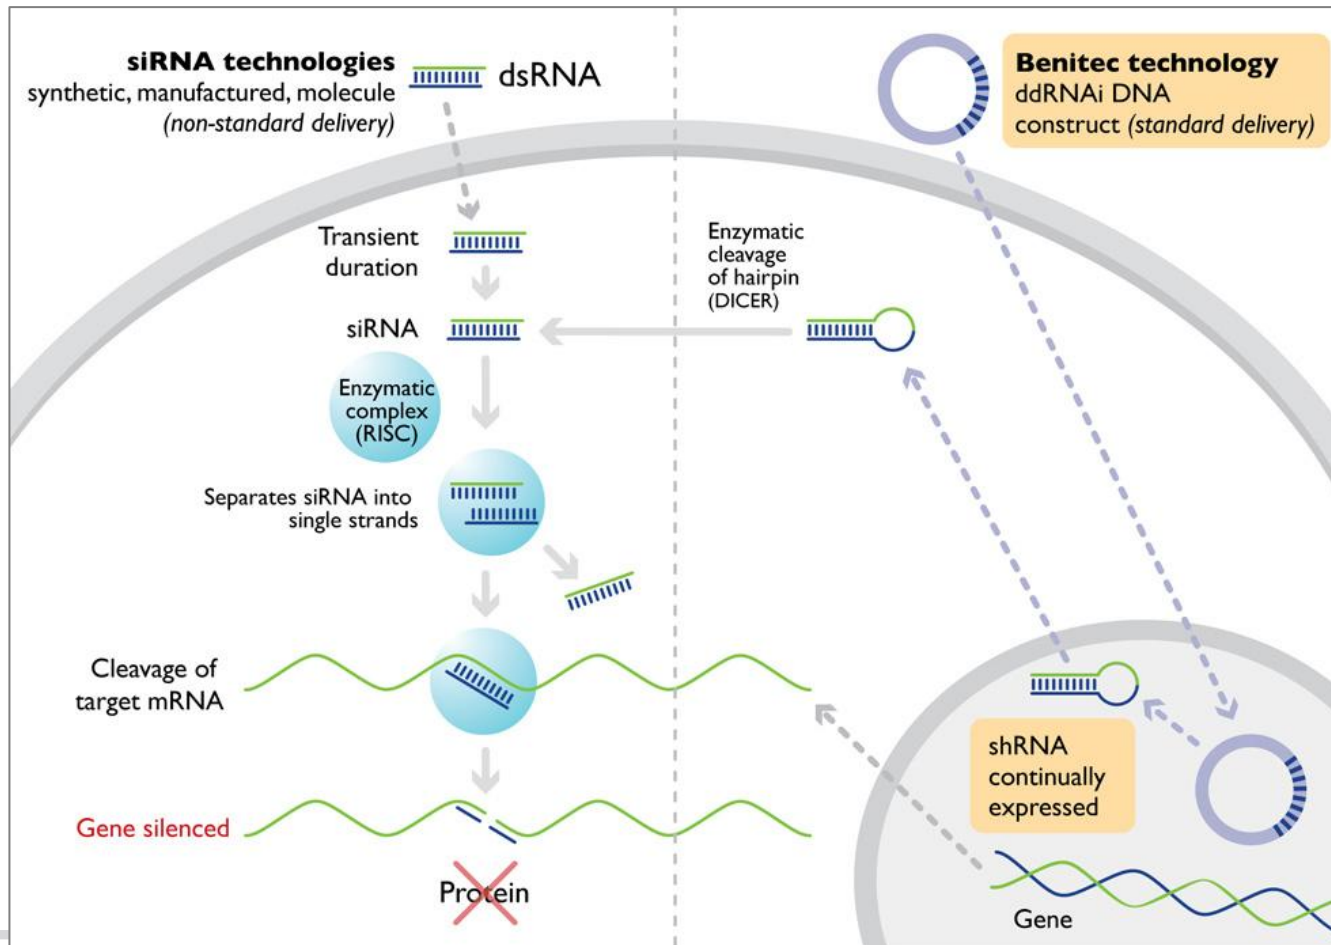 siRNA technologies
synthetic, manufactured, molecule
(non-standard delivery)
dsRNA
Benitec technology
ddRNAi DNA
construct (standard delivery)
Transient
duration
Enzymatic
cleavage
of hairpin
(DICER)
siRNA
Enzymatic
complex
(RISC)
Separates siRNA into
single strands
Cleavage of
target mRNA
shRNA
continually
expressed
Gene silenced
Protein
Gene